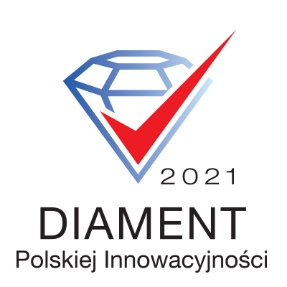 2021
DIAMENT
Polskiej Innowacyjności